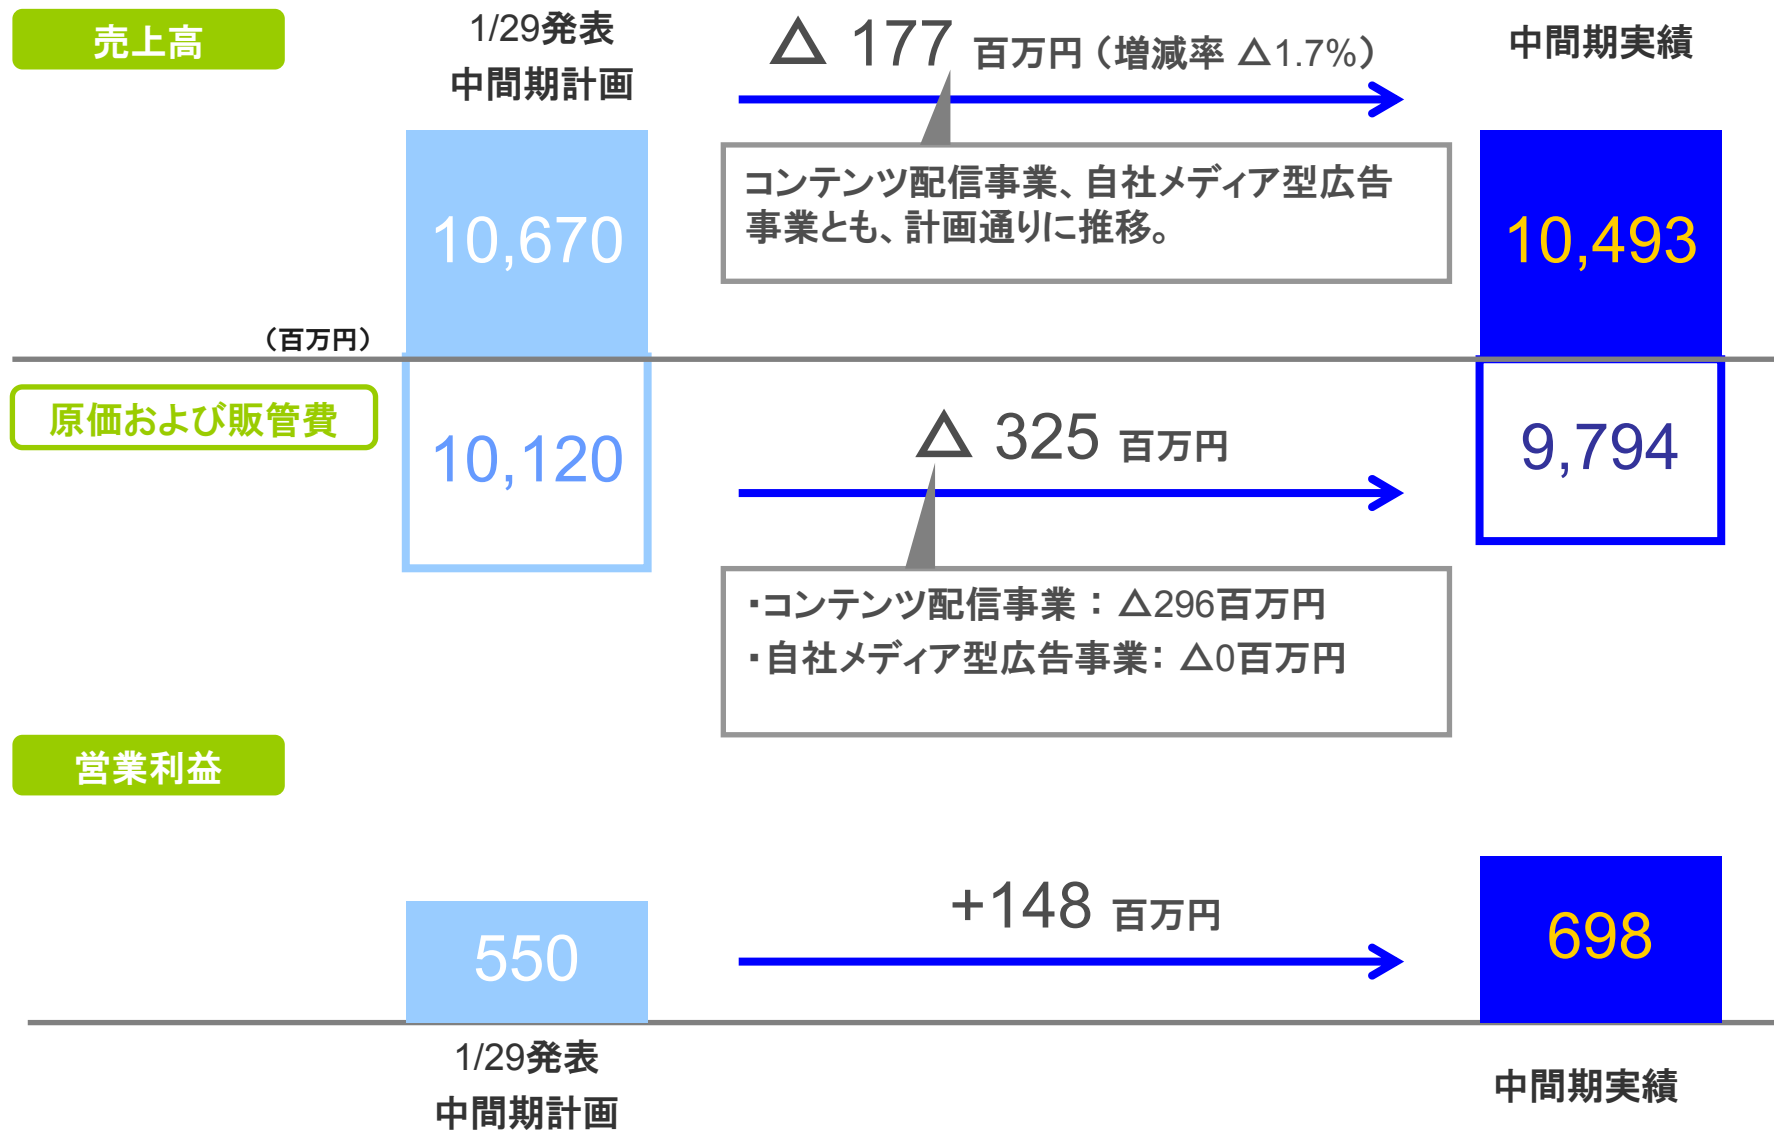 売上高
1/29発表
中間期計画
△ 177 百万円（増減率 △1.7%）
中間期実績
10,670
コンテンツ配信事業、自社メディア型広告
事業とも、計画通りに推移。
10,493
（百万円）
原価および販管費
10,120
△ 325 百万円
9,794
・コンテンツ配信事業： △296百万円
・自社メディア型広告事業： △0百万円
営業利益
550
+148 百万円
698
1/29発表
中間期計画
中間期実績